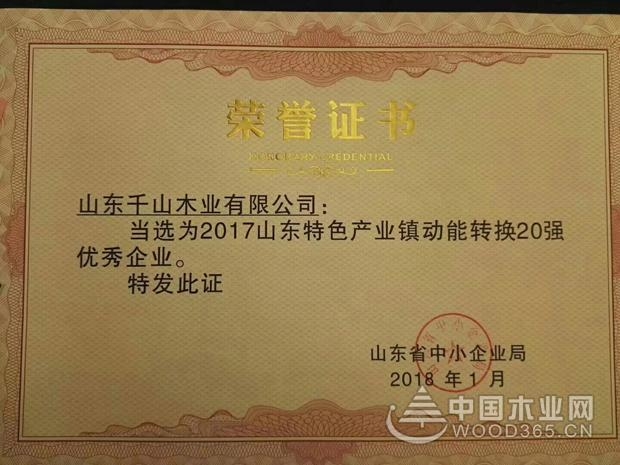 荣誉证书
HONORARY CREDENTIAL
山东千山木业有限公司：
当选为2017山东特色产业镇动能转换20强
优秀企业。
特发此证
山东省中小企业局
2018 年 1 月
中国木业网
WOOD365.CN